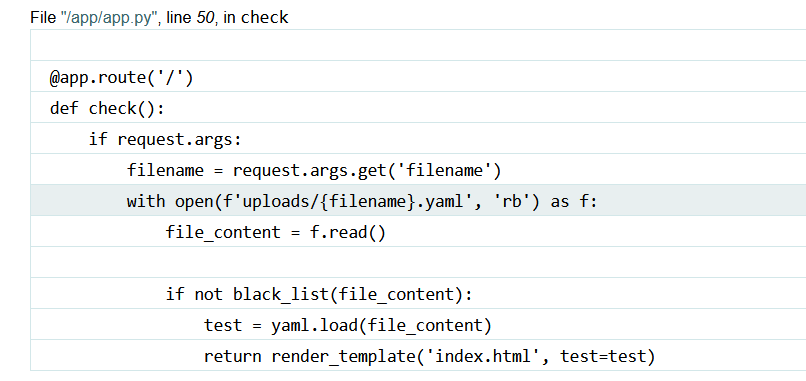 File "/app/app.py", line 50, in check
@app.route('/')
def check():
    if request.args:
        filename = request.args.get('filename')
        with open(f'uploads/{filename}.yaml', 'rb') as f:
            file_content = f.read()
            if not black_list(file_content):
                test = yaml.load(file_content)
                return render_template('index.html', test=test)